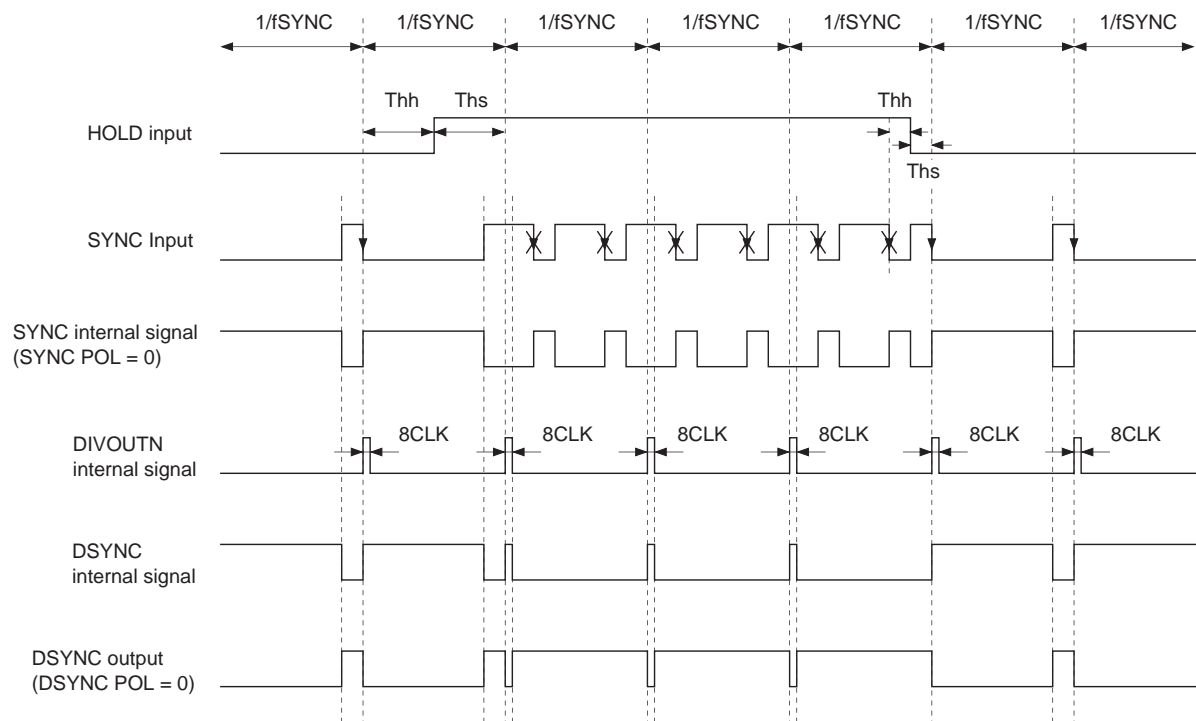 1/fSYNC 1/fSYNC 1/fSYNC 1/fSYNC 1/fSYNC 1/fSYNC 1/fSYNC
Thh Ths Thh
HOLD input
Ths
SYNC Input
SYNC internal signal
(SYNC POL = 0)
8CLK 8CLK 8CLK 8CLK 8CLK 8CLK
DIVOUTN
internal signal
DSYNC
internal signal
DSYNC output
(DSYNC POL = 0)